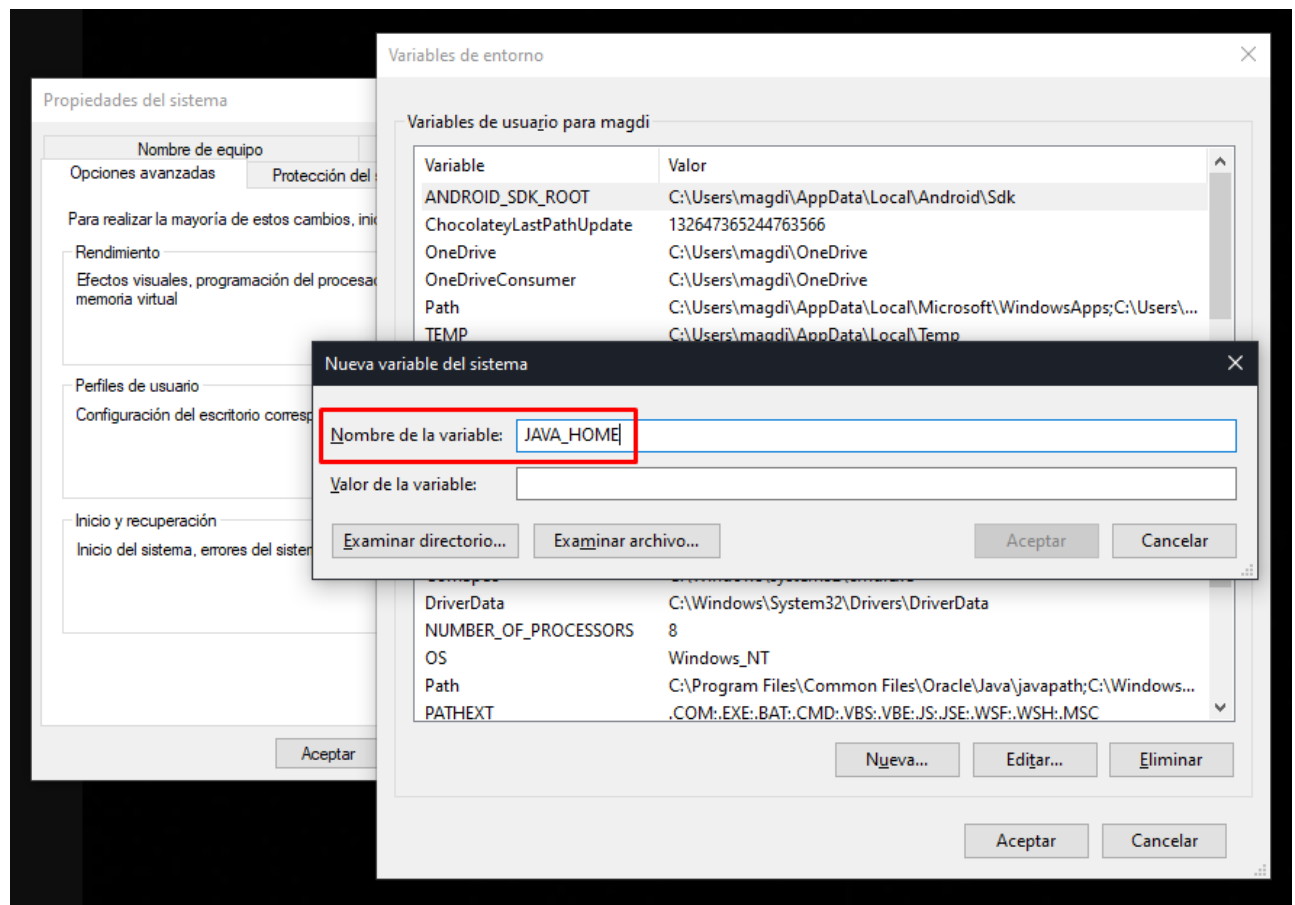 Variables de entorno
Propiedades del sistema
Nombre de equipo
Opciones avanzadas
Protección del
Para realizar la mayoría de estos cambios,
Rendimiento
Efectos visuales, programación del
memoria virtual
Perfiles de usuario
Configuración del escritorio
Inicio y recuperación
Inicio del sistema, errores del
Aceptar
Variables de usuario para magdi
Variable Valor
ANDROID_SDK_ROOT C:\Users\magdi\AppData\Local\Android\Sdk
ChocolateyLastPathUpdate 132647365244763566
OneDrive C:\Users\magdi\OneDrive
OneDriveConsumer C:\Users\magdi\OneDrive
Path C:\Users\magdi\AppData\Local\Microsoft\WindowsApps;C:\Users\...
TEMP C:\Users\magdi\AppData\Local\Temp
Nueva variable del sistema
Nombre de la variable: JAVA_HOME
Valor de la variable:
Examinar directorio... Examinar archivo... Aceptar Cancelar
DriverData C:\Windows\System32\Drivers\DriverData
NUMBER_OF_PROCESSORS 8
OS Windows_NT
Path C:\Program Files\Common Files\Oracle\Java\javapath;C:\Windows...
PATHEXT .COM;.EXE;.BAT;.CMD;.VBS;.VBE;.JS;.JSE;.WSF;.WSH;.MSC
Nueva... Editar... Eliminar
Aceptar Cancelar